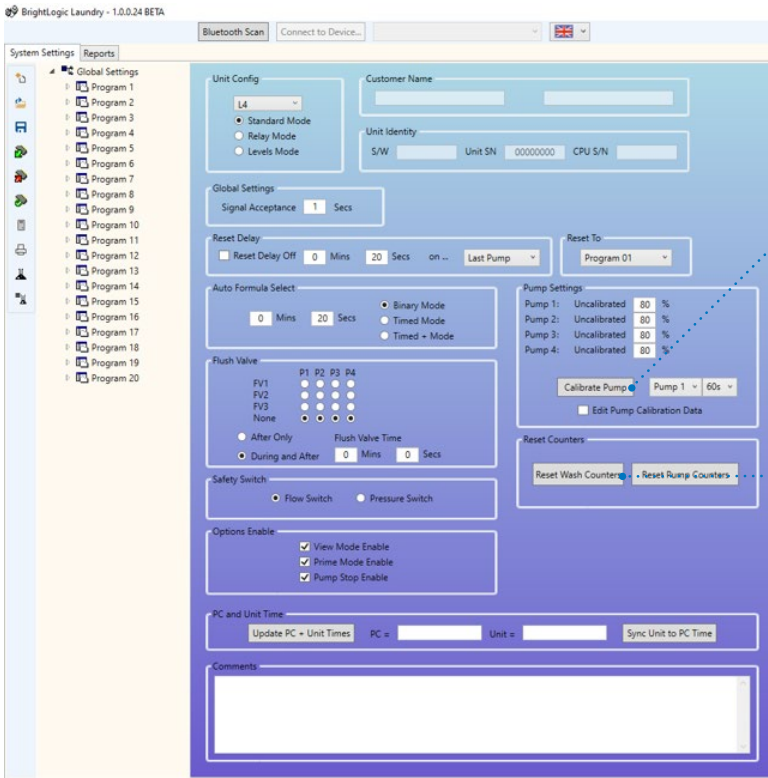 BrightLogic Laundry - 1.0.0.24 BETA
Bluetooth Scan Connect to Device...
System Settings Reports
Global Settings
Program 1
Program 2
Program 3
Program 4
Program 5
Program 6
Program 7
Program 8
Program 9
Program 10
Program 11
Program 12
Program 13
Program 14
Program 15
Program 16
Program 17
Program 18
Program 19
Program 20
Unit Config
L4
Standard Mode
Relay Mode
Levels Mode
Customer Name
Unit Identity
S/W Unit SN 00000000 CPU S/N
Global Settings
Signal Acceptance 1 Secs
Reset Delay
Reset Delay Off 0 Mins 20 Secs on ... Last Pump
Reset To
Program 01
Auto Formula Select
0 Mins 20 Secs
Binary Mode
Timed Mode
Timed + Mode
Pump Settings
Pump 1: Uncalibrated 80 %
Pump 2: Uncalibrated 80 %
Pump 3: Uncalibrated 80 %
Pump 4: Uncalibrated 80 %
Calibrate Pump Pump 1 60s
Edit Pump Calibration Data
Flush Valve
P1 P2 P3 P4
FV1
FV2
FV3
None
After Only Flush Valve Time
During and After 0 Mins 0 Secs
Reset Counters
Reset Wash Counters Reset Pump Counters
Safety Switch
Flow Switch Pressure Switch
Options Enable
View Mode Enable
Prime Mode Enable
Pump Stop Enable
PC and Unit Time
Update PC + Unit Times PC = Unit = Sync Unit to PC Time
Comments